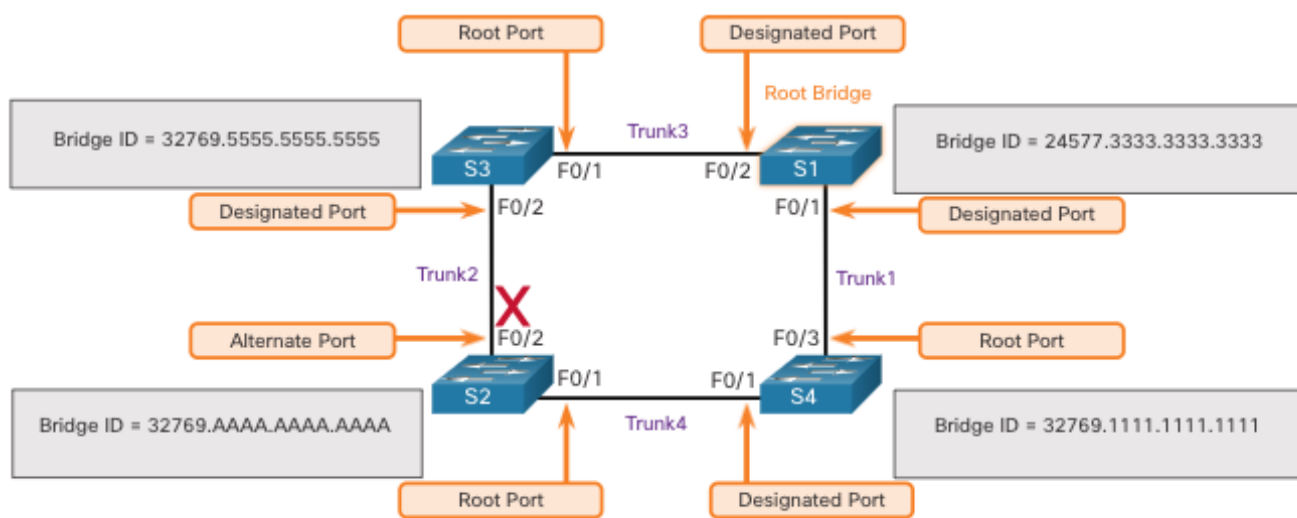 Root Port
Designated Port
Root Bridge
Bridge ID = 32769.5555.5555.5555
Trunk3
Bridge ID = 24577.3333.3333.3333
S3
F0/1
F0/2
S1
Designated Port
F0/2
F0/1
Designated Port
Trunk2
Trunk1
X
Alternate Port
F0/2
F0/3
Root Port
S2
F0/1
F0/1
S4
Bridge ID = 32769.AAAA.AAAA.AAAA
Trunk4
Bridge ID = 32769.1111.1111.1111
Root Port
Designated Port